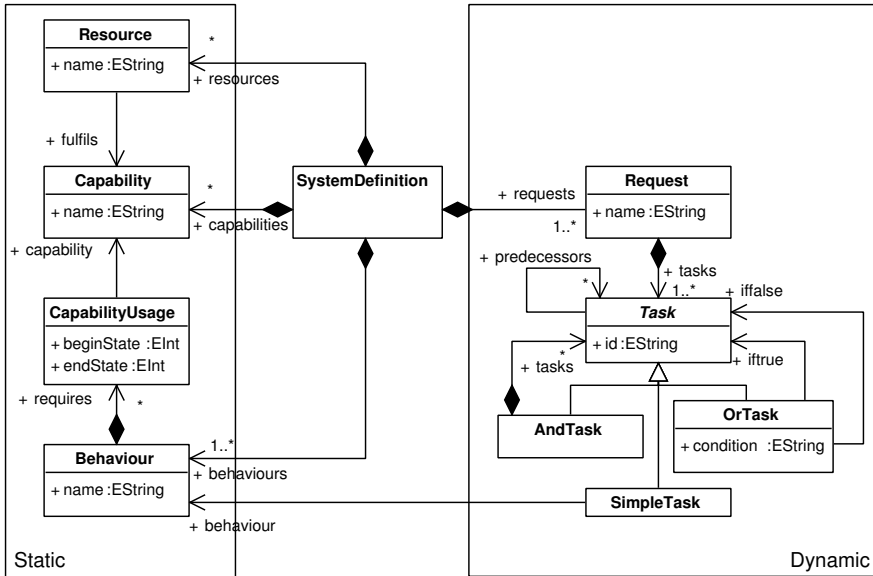 Resource
+ name :EString
*
+ resources
+ fulfils
Capability
+ name :EString
*
+ capabilities
+ capability
SystemDefinition
+ requests
1..*
Request
+ name :EString
+ predecessors
*
+ tasks
1..*
+ iffalse
CapabilityUsage
+ beginState :EInt
+ endState :EInt
+ requires
*
Task
+ id :EString
*
+ tasks
+ iftrue
AndTask
OrTask
+ condition :EString
Behaviour
+ name :EString
1..*
+ behaviours
+ behaviour
SimpleTask
Static
Dynamic